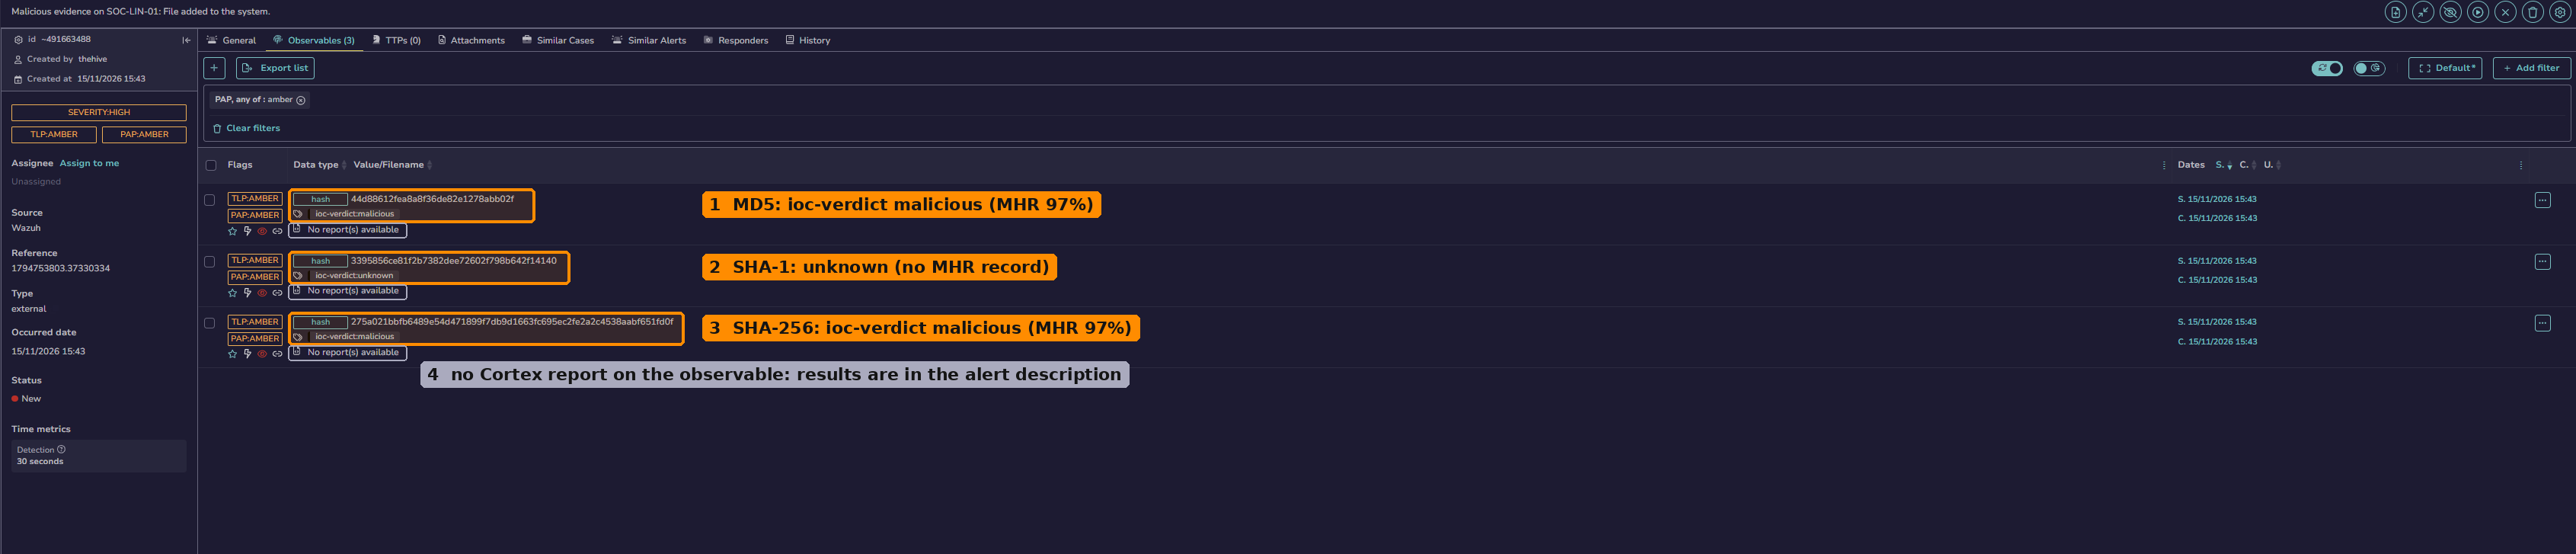 Malicious evidence on SOC-LIN-01: File added to the system.
id ~491663488
Created by thehive
Created at 15/11/2026 15:43
SEVERITY:HIGH
TLP:AMBER PAP:AMBER
Assignee Assign to me
Unassigned
Source
Wazuh
Reference
1794753803.37330334
Type
external
Occurred date
15/11/2026 15:43
Status
New
Time metrics
Detection
30 seconds
General Observables (3) TTPs (0) Attachments Similar Cases Similar Alerts Responders History
+ Export list Default* + Add filter
PAP, any of : amber
Clear filters
Flags Data type Value/Filename Dates S. C. U.
TLP:AMBER hash 44d88612fea8a8f36de82e1278abb02f S. 15/11/2026 15:43
PAP:AMBER ioc-verdict:malicious C. 15/11/2026 15:43
No report(s) available
1 MD5: ioc-verdict malicious (MHR 97%)
TLP:AMBER hash 3395856ce81f2b7382dee72602f798b642f14140 S. 15/11/2026 15:43
PAP:AMBER ioc-verdict:unknown C. 15/11/2026 15:43
No report(s) available
2 SHA-1: unknown (no MHR record)
TLP:AMBER hash 275a021bbfb6489e54d471899f7db9d1663fc695ec2fe2a2c4538aabf651fd0f S. 15/11/2026 15:43
PAP:AMBER ioc-verdict:malicious C. 15/11/2026 15:43
No report(s) available
3 SHA-256: ioc-verdict malicious (MHR 97%)
4 no Cortex report on the observable: results are in the alert description